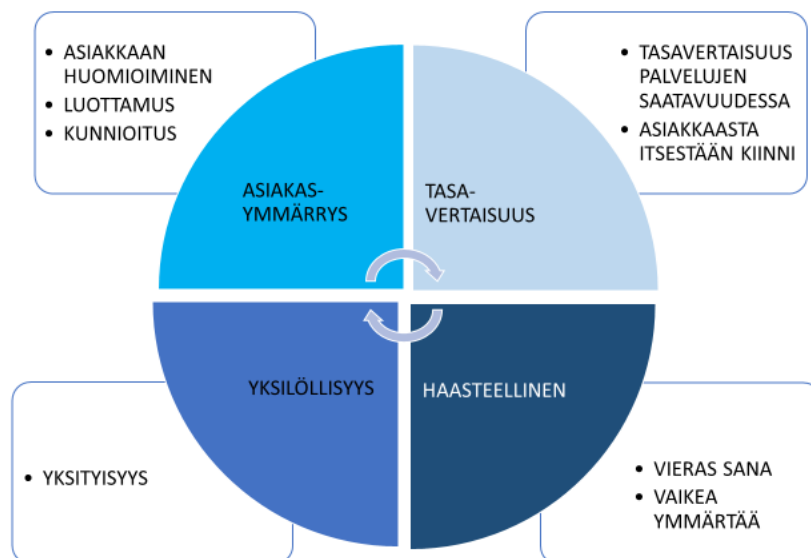 • ASIAKKAAN
HUOMIOIMINEN
• LUOTTAMUS
• KUNNIOITUS
• TASAVERTAISUUS
PALVELUJEN
SAATAVUUDESSA
• ASIAKKAASTA
ITSESTÄÄN KIINNI
ASIAKAS-
YMMÄRRYS
TASA-
VERTAISUUS
YKSILÖLLISYYS
HAASTEELLINEN
• YKSITYISYYS
• VIERAS SANA
• VAIKEA
YMMÄRTÄÄ